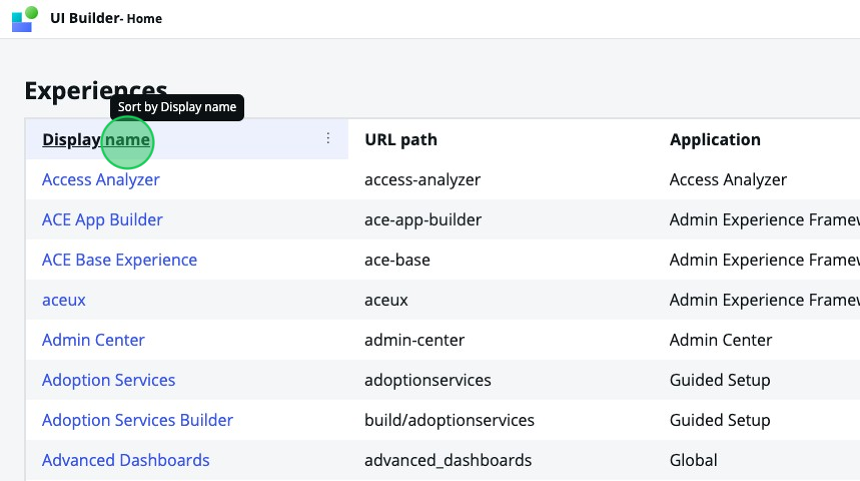 UI Builder- Home
Experiences
Sort by Display name
Display name URL path Application
Access Analyzer access-analyzer Access Analyzer
ACE App Builder ace-app-builder Admin Experience Framew
ACE Base Experience ace-base Admin Experience Framew
aceux aceux Admin Experience Framew
Admin Center admin-center Admin Center
Adoption Services adoptionservices Guided Setup
Adoption Services Builder build/adoptionservices Guided Setup
Advanced Dashboards advanced_dashboards Global